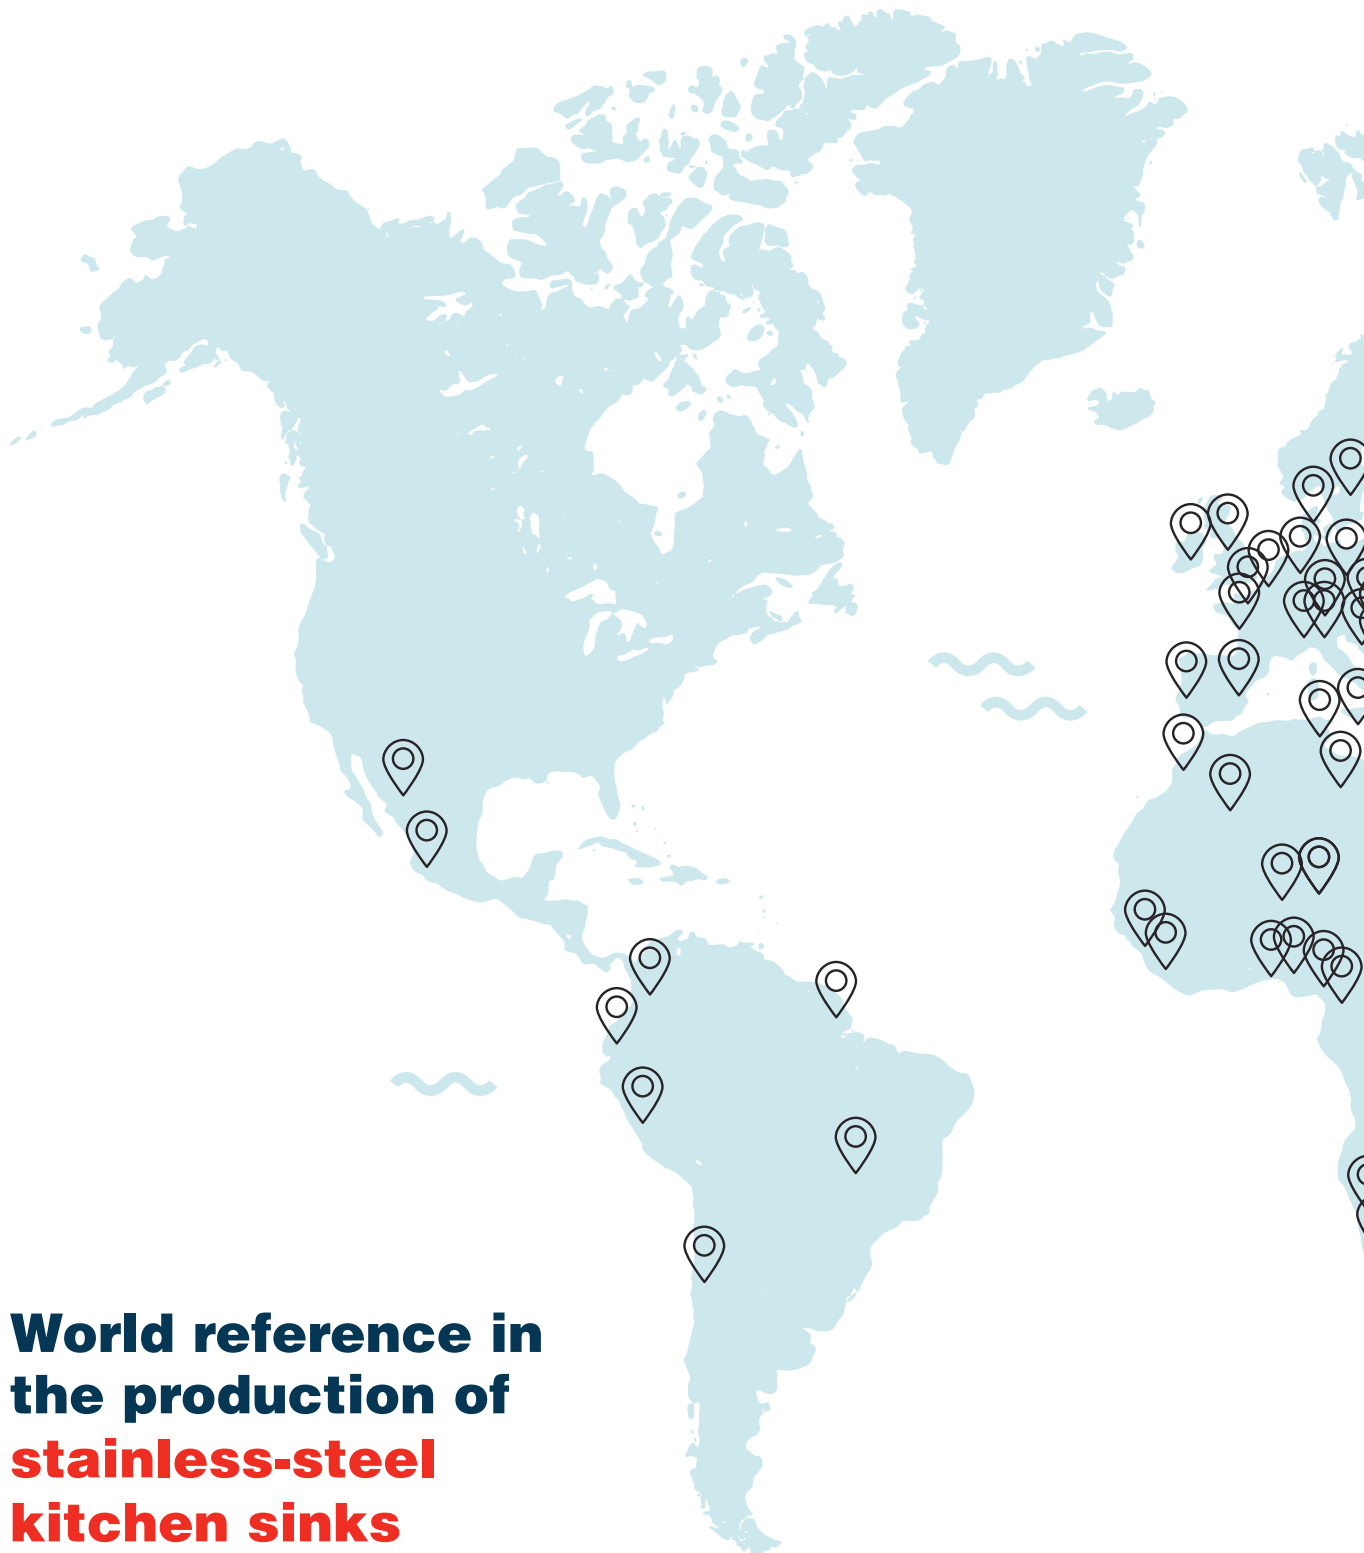 World reference in
the production of
stainless-steel
kitchen sinks